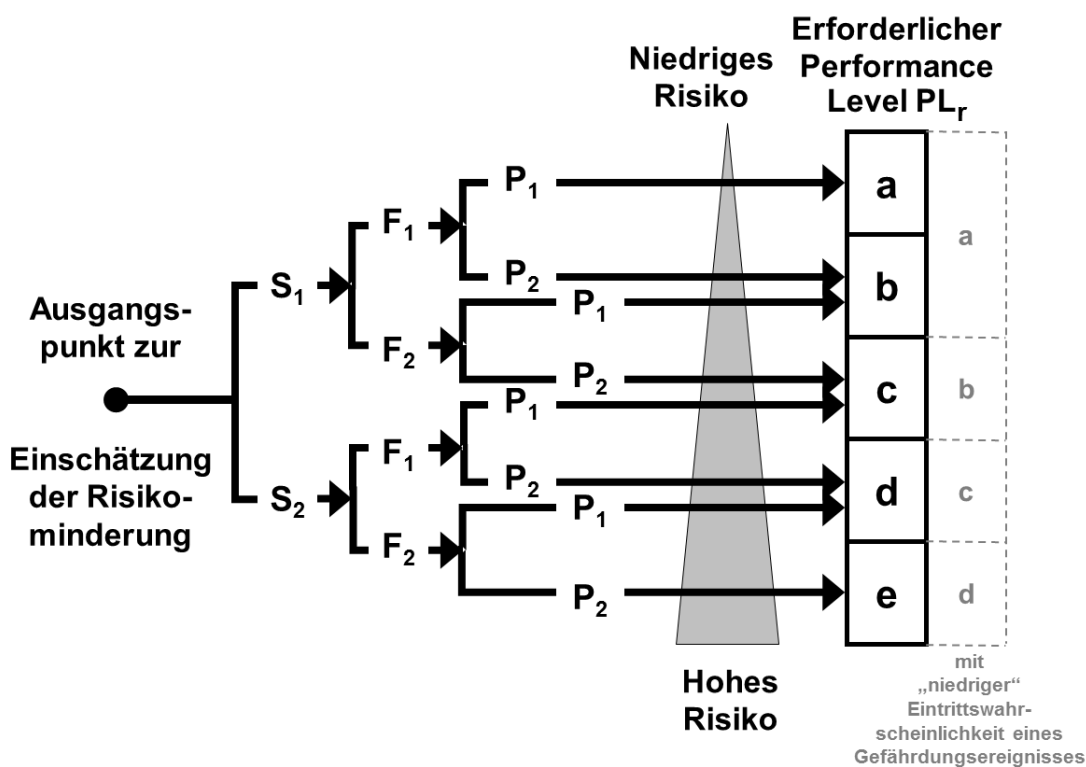 Erforderlicher
Performance
Level PLr
Niedriges
Risiko
P1
a
F1
a
S1
P2
b
P1
Ausgangs-
punkt zur
F2
P2
c
b
P1
Einschätzung
der Risiko-
minderung
F1
S2
P2
d
c
P1
F2
P2
e
d
Hohes
Risiko
mit
„niedriger“
Eintrittswahr-
scheinlichkeit eines
Gefährdungsereignisses